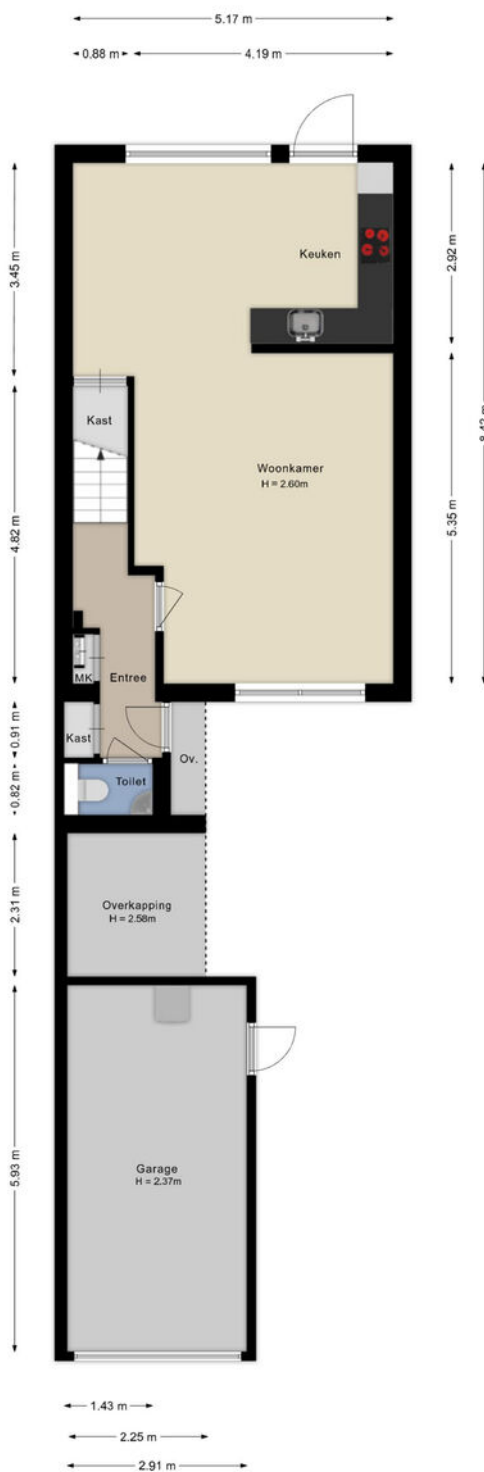 5.17 m
0.88 m
4.19 m
3.45 m
2.92 m
Keuken
8.42 m
Kast
4.82 m
Woonkamer
H = 2.60m
5.35 m
MK
Entree
0.91 m
Kast
Ov.
0.82 m
Toilet
2.31 m
Overkapping
H = 2.58m
5.93 m
Garage
H = 2.37m
1.43 m
2.25 m
2.91 m